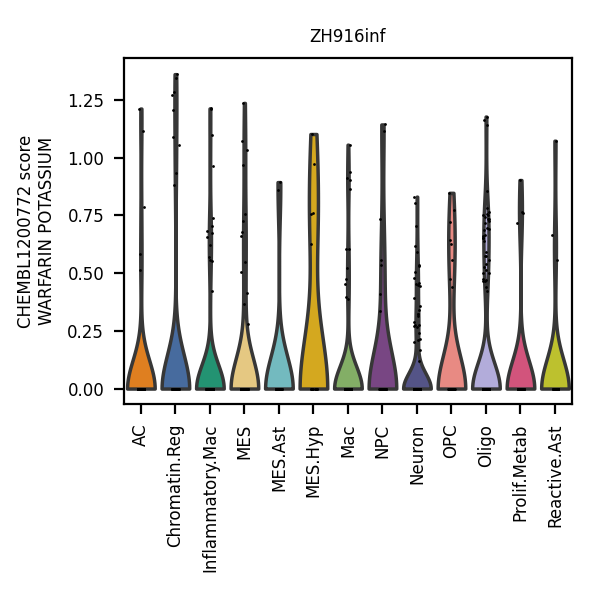 ZH916inf
CHEMBL1200772 score
WARFARIN POTASSIUM
1.25
1.00
0.75
0.50
0.25
0.00
AC
Chromatin.Reg
Inflammatory.Mac
MES
MES.Ast
MES.Hyp
Mac
NPC
Neuron
OPC
Oligo
Prolif.Metab
Reactive.Ast